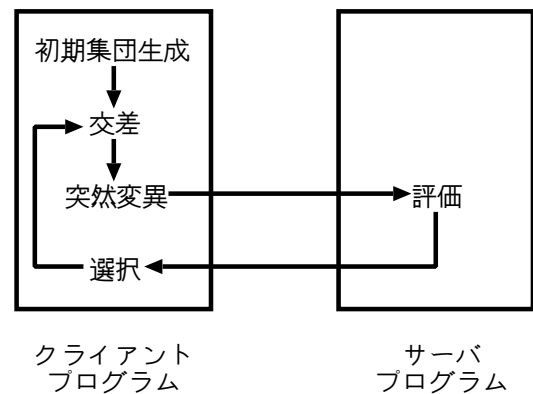 初期集団生成
交差
突然変異
評価
選択
クライアント
プログラム
サーバ
プログラム